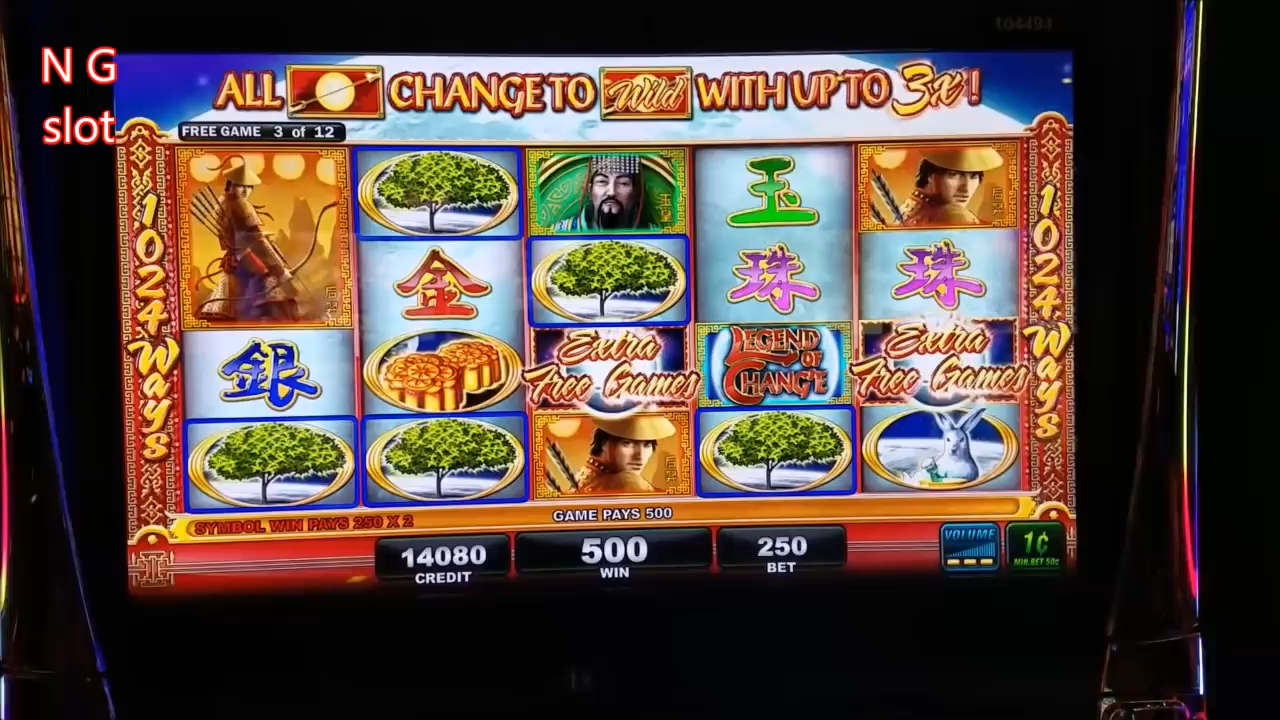 104494
N G
slot
ALL CHANGE TO Wild WITH UP TO 3x!
FREE GAME 3 of 12
1024 Ways
1024 Ways
玉
金
珠
珠
Extra Free Games
LEGEND OF CHANG'E
Extra Free Games
銀
SYMBOL WIN PAYS 250 X 2
GAME PAYS 500
14080
CREDIT
500
WIN
250
BET
VOLUME
1¢
MIN. BET 50¢